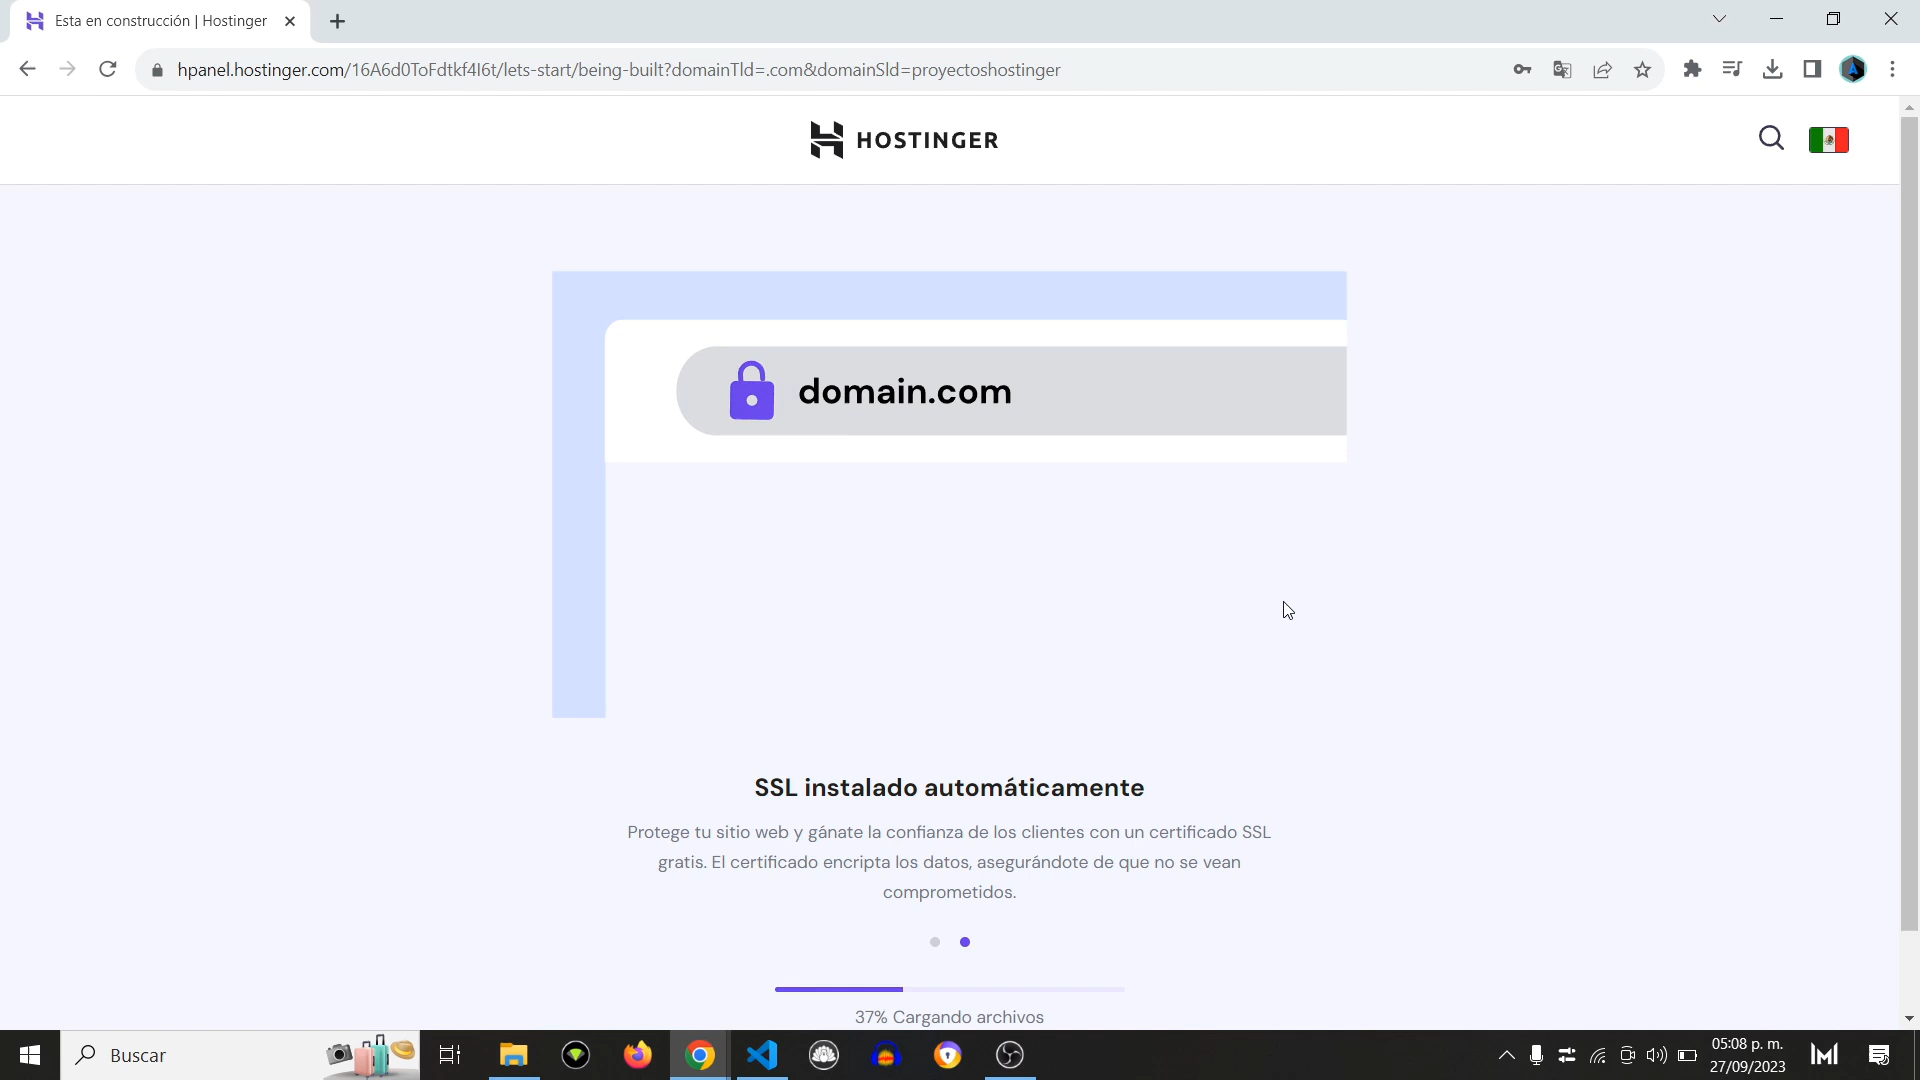 Esta en construcción | Hostinger
hpanel.hostinger.com/16A6d0ToFdtkf4I6t/lets-start/being-built?domainTld=.com&domainSld=proyectoshostinger
HOSTINGER
domain.com
SSL instalado automáticamente
Protege tu sitio web y gánate la confianza de los clientes con un certificado SSL
gratis. El certificado encripta los datos, asegurándote de que no se vean
comprometidos.
37% Cargando archivos
Buscar
05:08 p. m.
27/09/2023